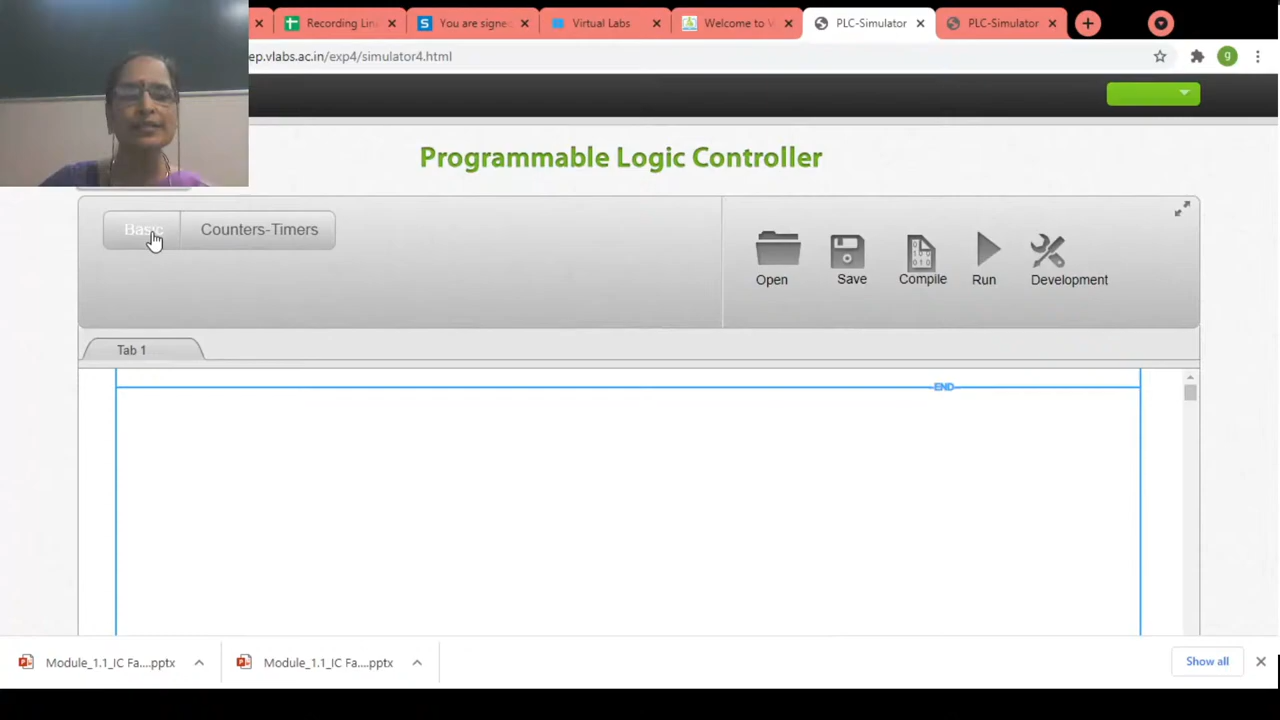 Recording Lin
You are signe
Virtual Labs
Welcome to V
PLC-Simulator
PLC-Simulator
ep.vlabs.ac.in/exp4/simulator4.html
g
Programmable Logic Controller
Basic
Counters-Timers
Open
Save
Compile
Run
Development
Tab 1
END
Module_1.1_IC Fa....pptx
Module_1.1_IC Fa....pptx
Show all